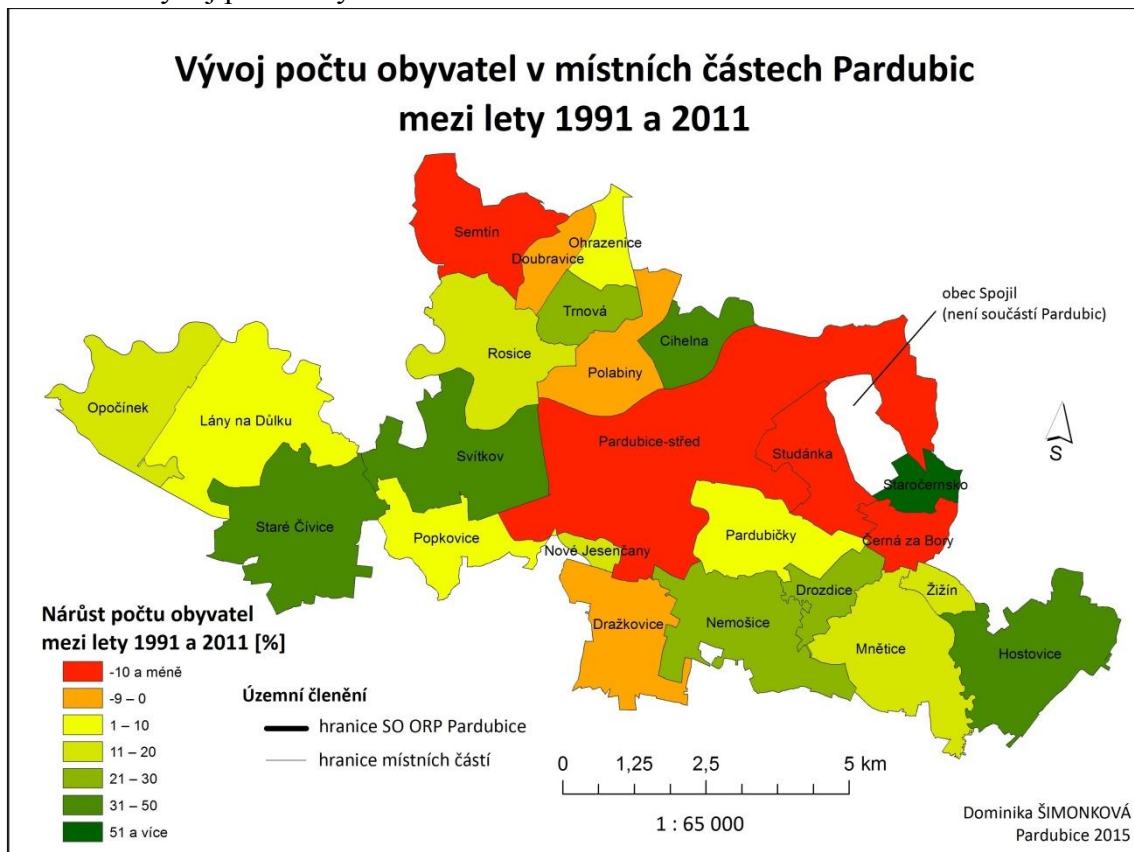 Vývoj počtu obyvatel v místních částech Pardubic
mezi lety 1991 a 2011
Semtín
Ohrazenice
Doubravice
Trnová
Cihelna
obec Spojil
(není součástí Pardubic)
Rosice
Polabiny
Opočínek
Lány na Důlku
Pardubice-střed
Studánka
S
Svítkov
Staročernsko
Staré Čívice
Popkovice
Pardubičky
Černá za Bory
Nové Jesenčany
Drozdice
Žižín
Dražkovice
Nemošice
Mnětice
Hostovice
Nárůst počtu obyvatel
mezi lety 1991 a 2011 [%]
-10 a méně
-9 – 0
1 – 10
11 – 20
21 – 30
31 – 50
51 a více
Územní členění
hranice SO ORP Pardubice
hranice místních částí
0 1,25 2,5 5 km
1 : 65 000
Dominika ŠIMONKOVÁ
Pardubice 2015